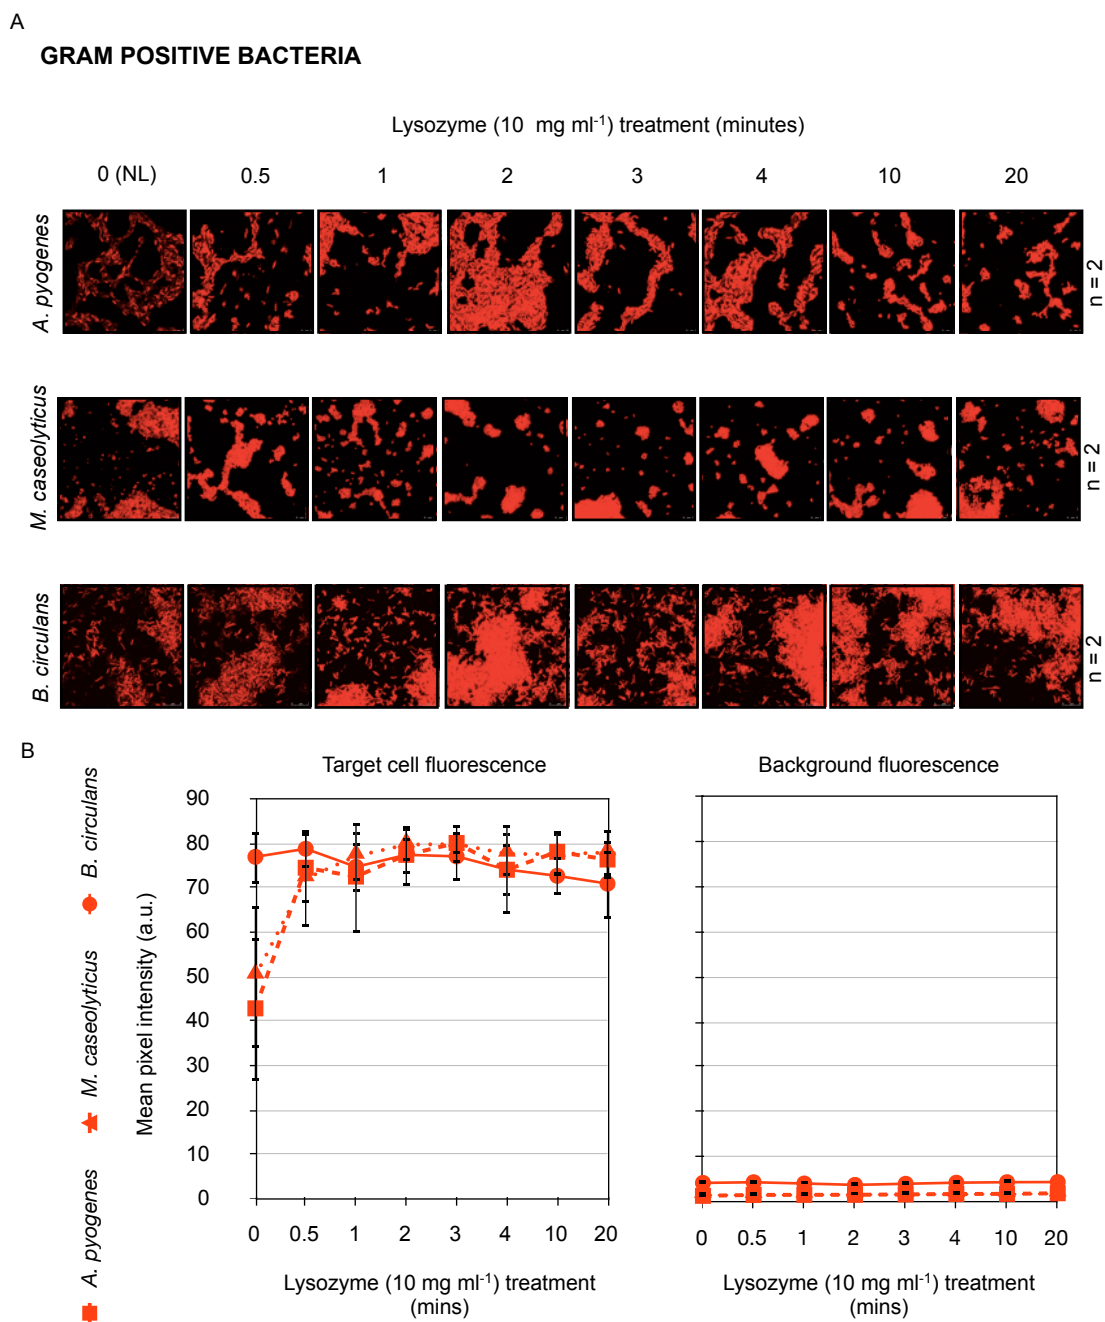 A
GRAM POSITIVE BACTERIA
Lysozyme (10 mg ml-1) treatment (minutes)
0 (NL) 0.5 1 2 3 4 10 20
A. pyogenes
n = 2
M. caseolyticus
n = 2
B. circulans
n = 2
B
B. circulans
M. caseolyticus
A. pyogenes
Target cell fluorescence
Mean pixel intensity (a.u.)
90
80
70
60
50
40
30
20
10
0
0 0.5 1 2 3 4 10 20
Lysozyme (10 mg ml-1) treatment
(mins)
Background fluorescence
0 0.5 1 2 3 4 10 20
Lysozyme (10 mg ml-1) treatment
(mins)